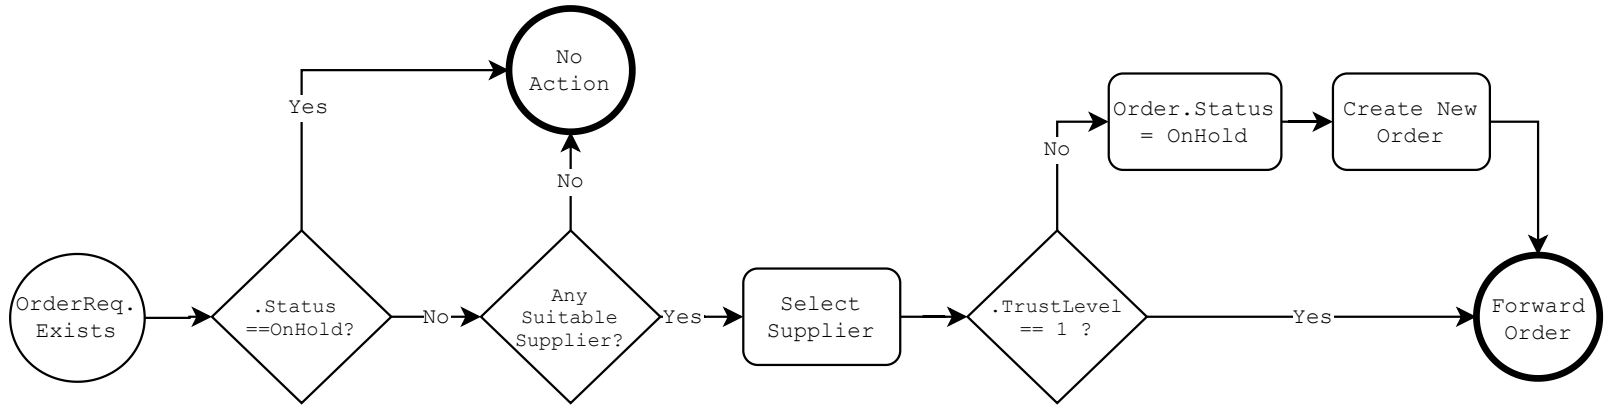 No
Action
Yes
Order.Status
= OnHold
Create New
Order
No
No
OrderReq.
Exists
.Status
==OnHold?
No
Any
Suitable
Supplier?
Yes
Select
Supplier
.TrustLevel
== 1 ?
Yes
Forward
Order